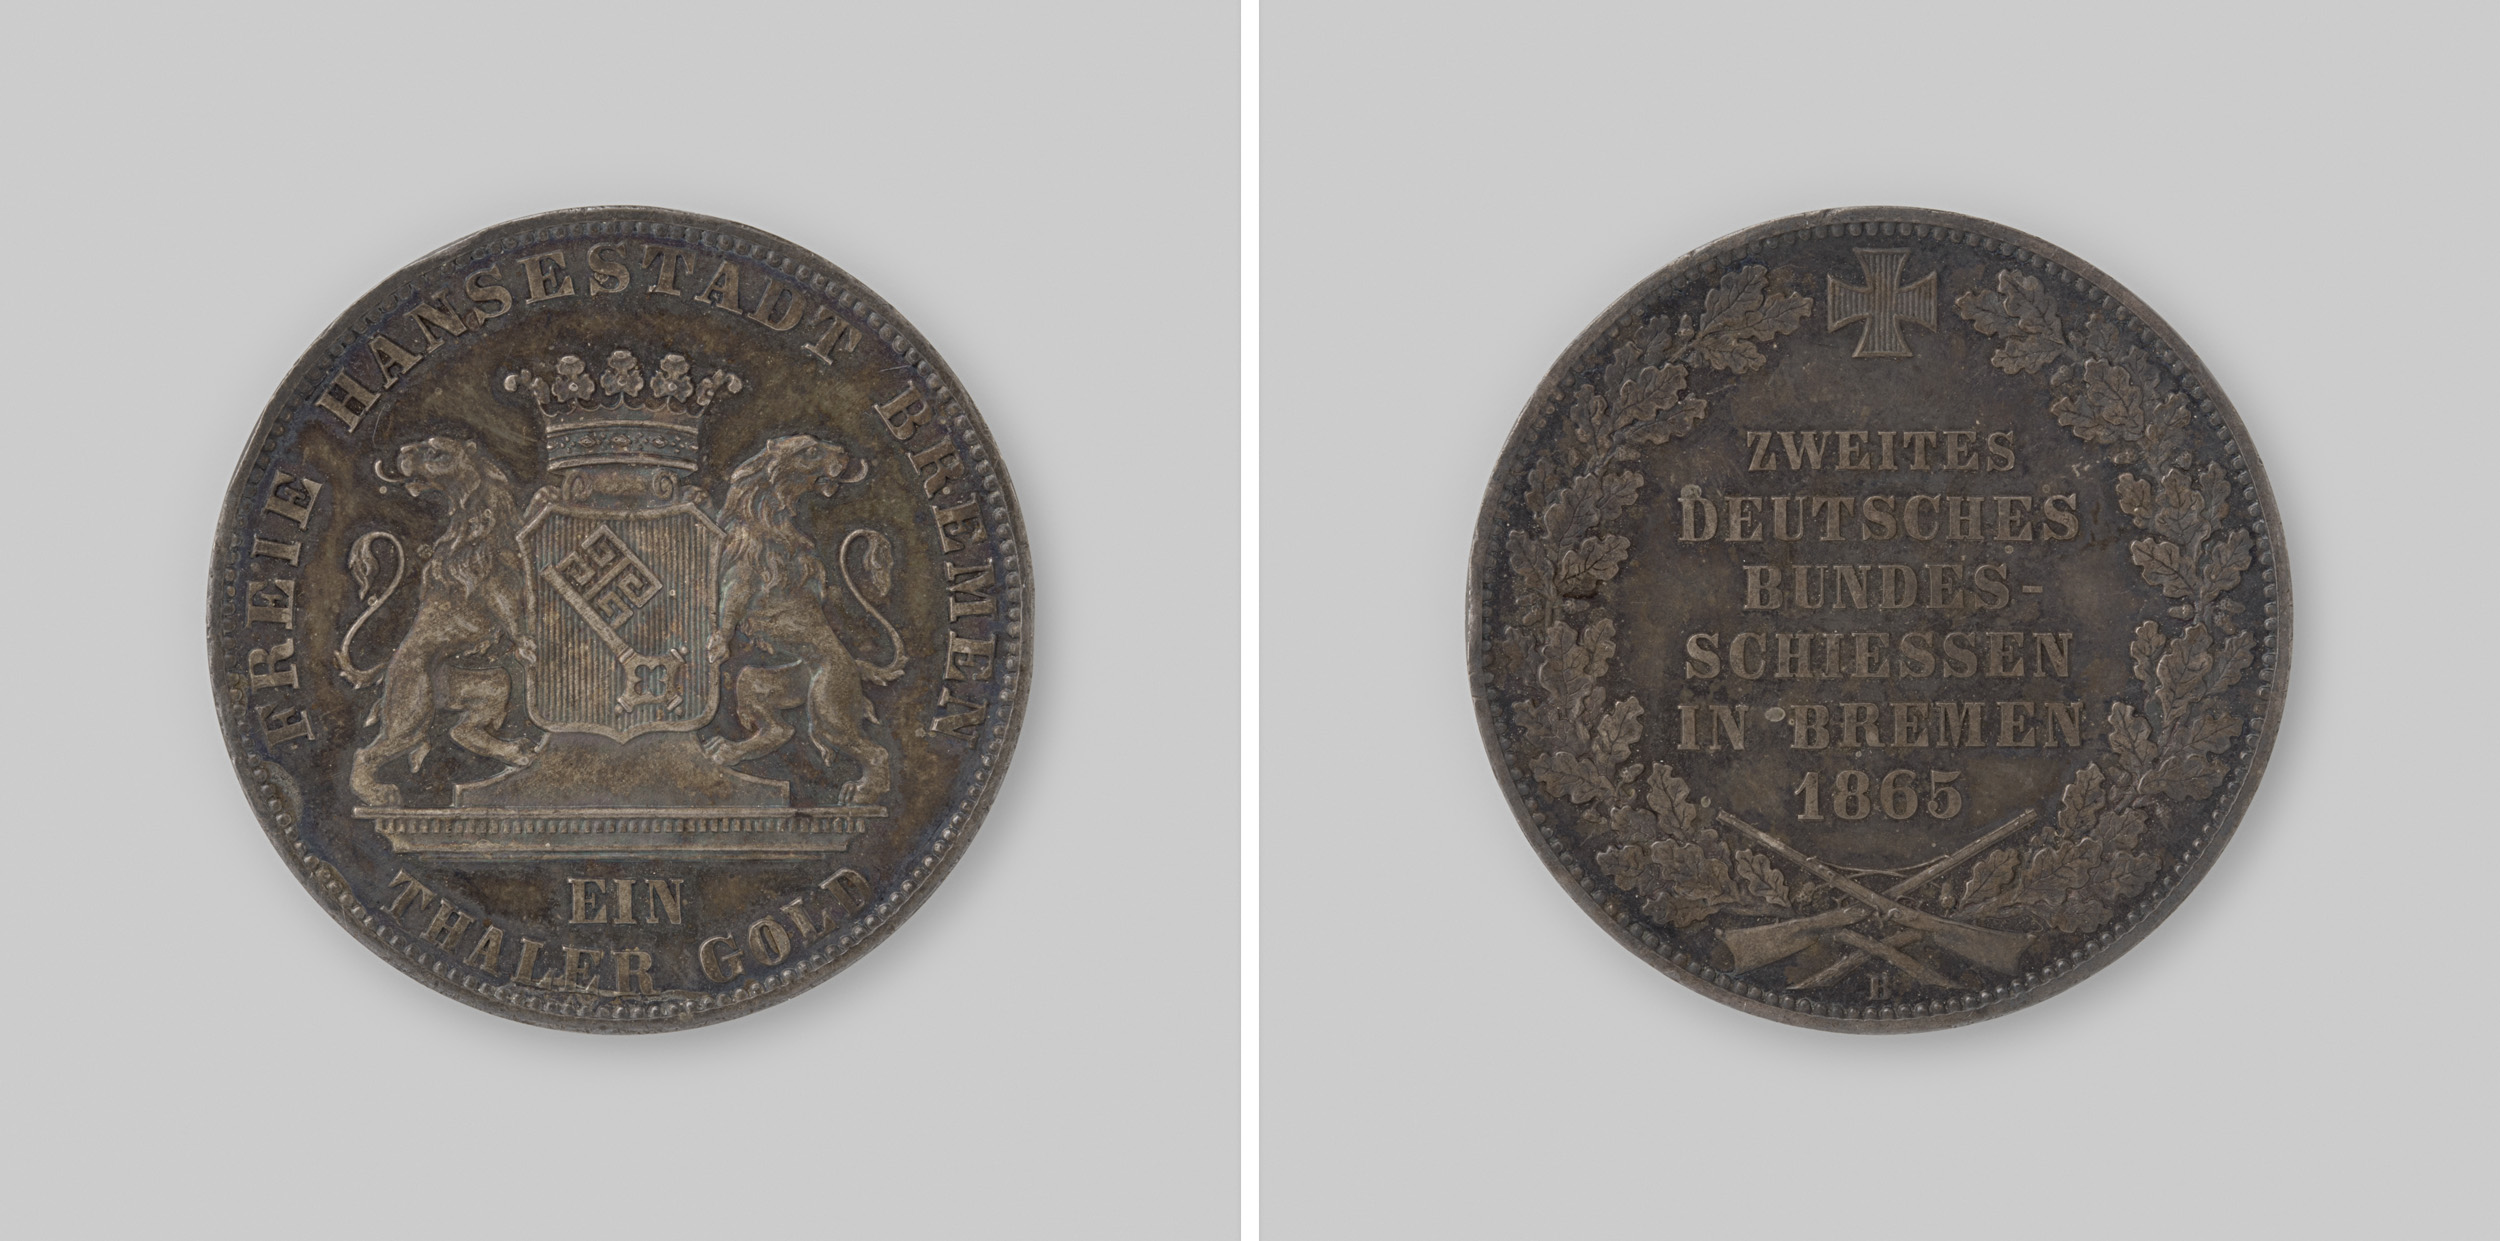 FREIE HANSESTADT BREMEN
EIN
THALER GOLD
ZWEITES
DEUTSCHES
BUNDES-
SCHIESSEN
IN BREMEN
1865
B